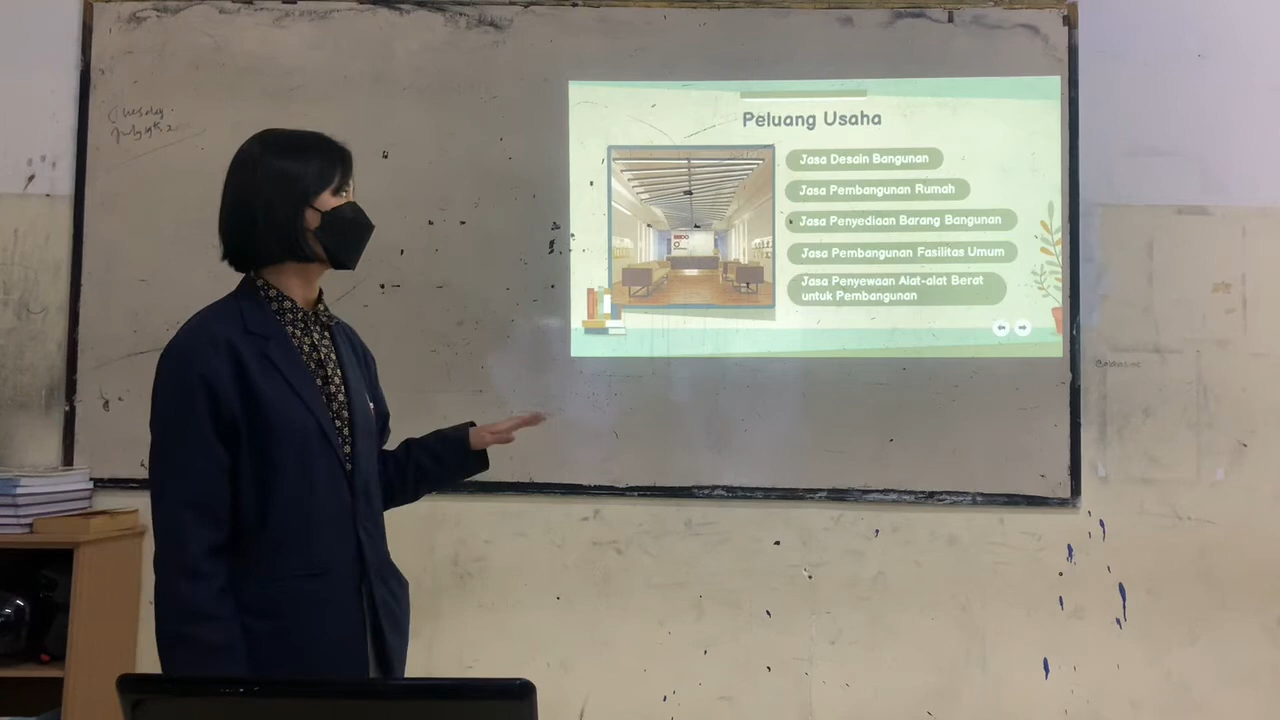 Tuesday
Peluang Usaha
Jasa Desain Bangunan
Jasa Pembangunan Rumah
Jasa Penyediaan Barang Bangunan
Jasa Pembangunan Fasilitas Umum
Jasa Penyewaan Alat-alat Berat
untuk Pembangunan